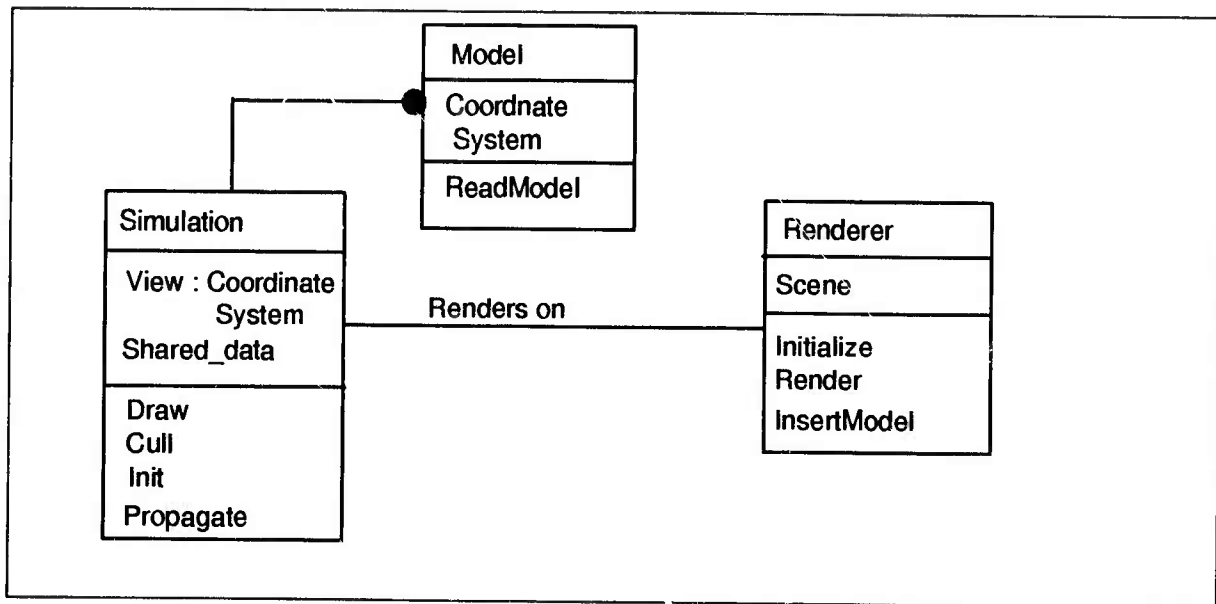 Model
Coordnate
System
ReadModel
Simulation
View : Coordinate
System
Shared_data
Draw
Cull
Init
Propagate
Renders on
Renderer
Scene
Initialize
Render
InsertModel